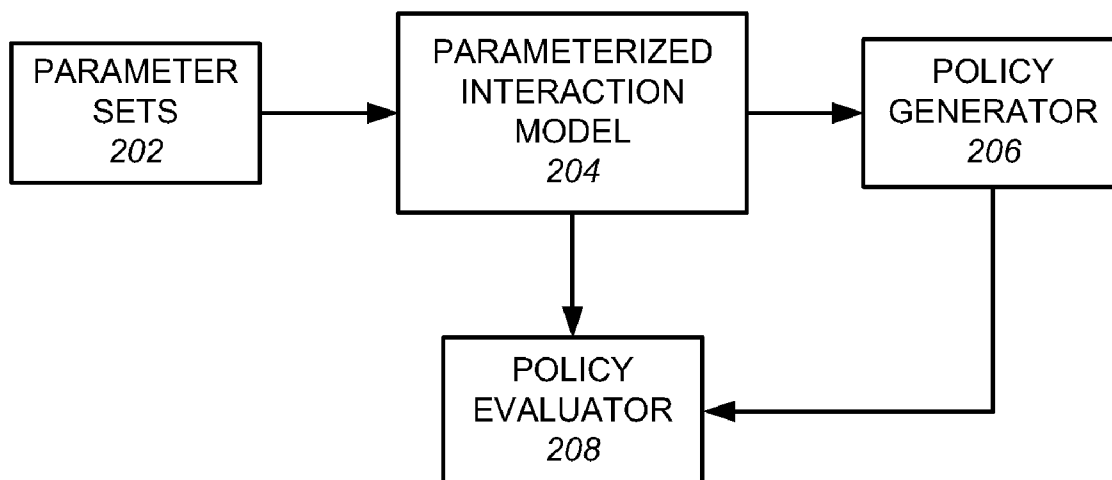 PARAMETER
SETS
202
PARAMETERIZED
INTERACTION
MODEL
204
POLICY
GENERATOR
206
POLICY
EVALUATOR
208